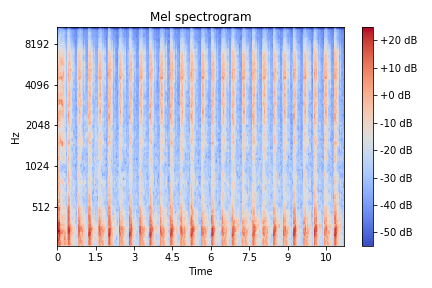 Mel spectrogram
8192
4096
2048
1024
512
Hz
0
1.5
3
4.5
6
7.5
9
10
Time
+20 dB
+10 dB
+0 dB
-10 dB
-20 dB
-30 dB
-40 dB
-50 dB